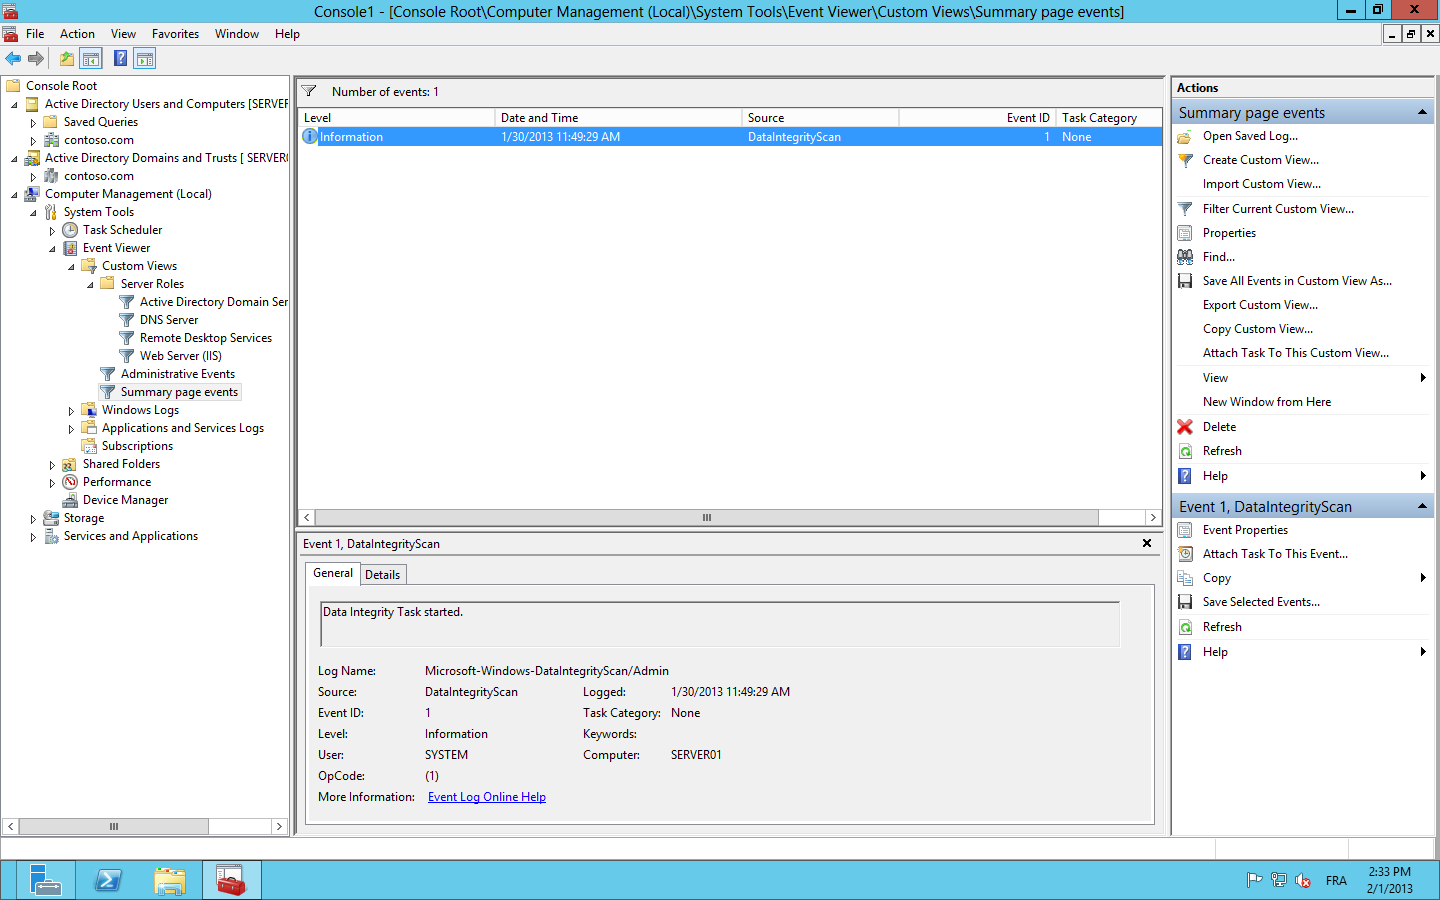 Console1 - [Console Root\Computer Management (Local)\System Tools\Event Viewer\Custom Views\Summary page events]
File Action View Favorites Window Help
Console Root
Active Directory Users and Computers [SERVER
Saved Queries
contoso.com
Active Directory Domains and Trusts [ SERVER0
contoso.com
Computer Management (Local)
System Tools
Task Scheduler
Event Viewer
Custom Views
Server Roles
Active Directory Domain Ser
DNS Server
Remote Desktop Services
Web Server (IIS)
Administrative Events
Summary page events
Windows Logs
Applications and Services Logs
Subscriptions
Shared Folders
Performance
Device Manager
Storage
Services and Applications
Number of events: 1
Level Date and Time Source Event ID Task Category
Information 1/30/2013 11:49:29 AM DataIntegrityScan 1 None
Event 1, DataIntegrityScan
General Details
Data Integrity Task started.
Log Name: Microsoft-Windows-DataIntegrityScan/Admin
Source: DataIntegrityScan Logged: 1/30/2013 11:49:29 AM
Event ID: 1 Task Category: None
Level: Information Keywords:
User: SYSTEM Computer: SERVER01
OpCode: (1)
More Information: Event Log Online Help
Actions
Summary page events
Open Saved Log...
Create Custom View...
Import Custom View...
Filter Current Custom View...
Properties
Find...
Save All Events in Custom View As...
Export Custom View...
Copy Custom View...
Attach Task To This Custom View...
View
New Window from Here
Delete
Refresh
Help
Event 1, DataIntegrityScan
Event Properties
Attach Task To This Event...
Copy
Save Selected Events...
Refresh
Help
FRA
2:33 PM
2/1/2013